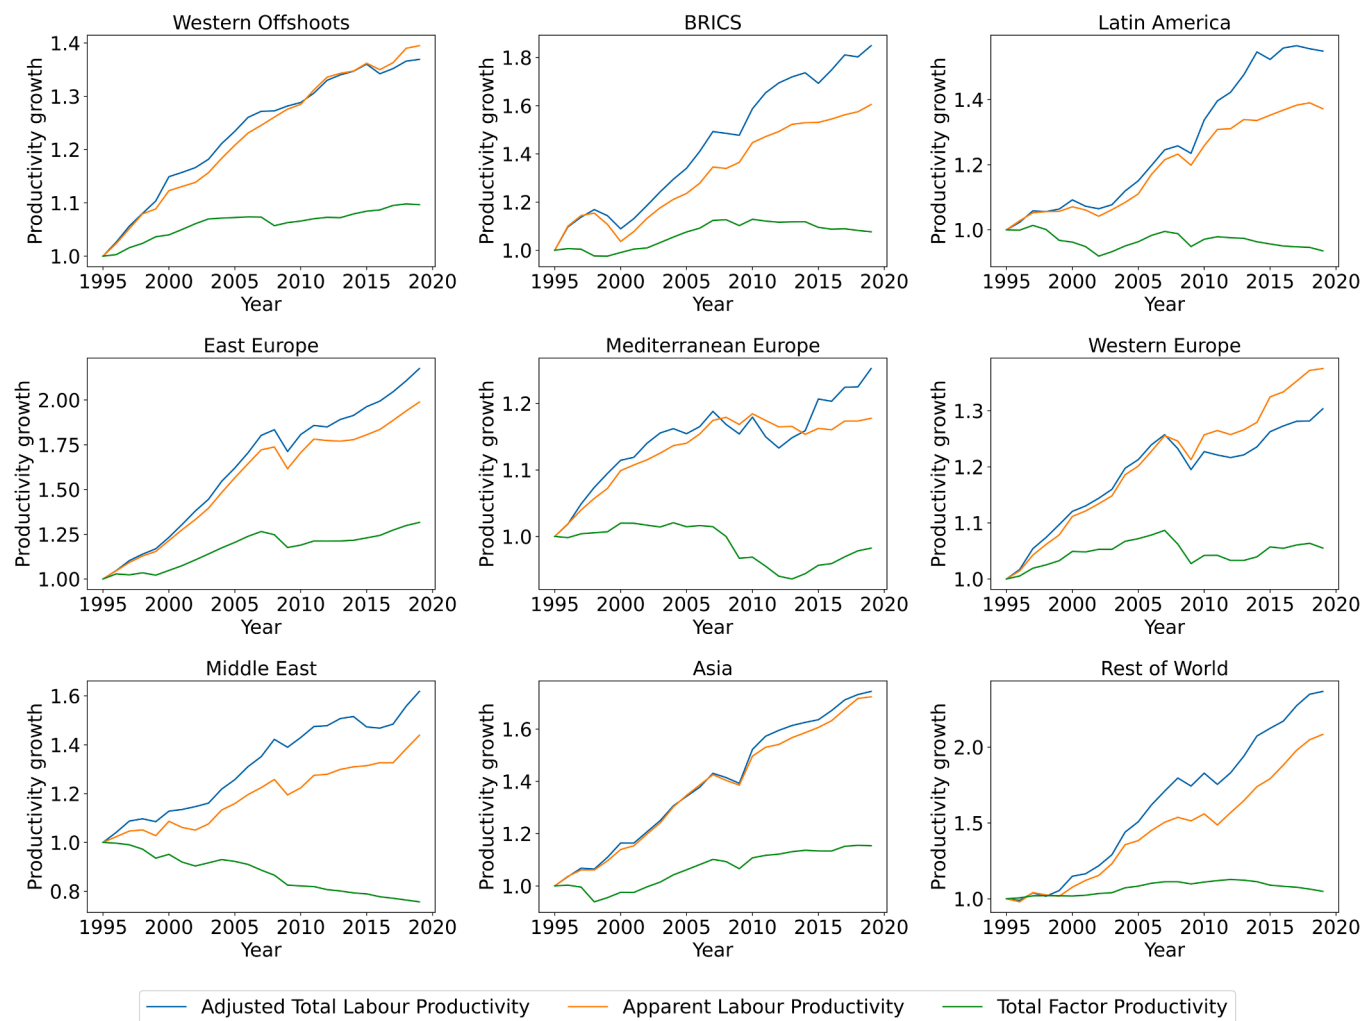 Western Offshoots
Productivity growth
1.4
1.3
1.2
1.1
1.0
1995 2000 2005 2010 2015 2020
Year
BRICS
Productivity growth
1.8
1.6
1.4
1.2
1.0
1995 2000 2005 2010 2015 2020
Year
Latin America
Productivity growth
1.4
1.2
1.0
1995 2000 2005 2010 2015 2020
Year
East Europe
Productivity growth
2.00
1.75
1.50
1.25
1.00
1995 2000 2005 2010 2015 2020
Year
Mediterranean Europe
Productivity growth
1.2
1.1
1.0
1995 2000 2005 2010 2015 2020
Year
Western Europe
Productivity growth
1.3
1.2
1.1
1.0
1995 2000 2005 2010 2015 2020
Year
Middle East
Productivity growth
1.6
1.4
1.2
1.0
0.8
1995 2000 2005 2010 2015 2020
Year
Asia
Productivity growth
1.6
1.4
1.2
1.0
1995 2000 2005 2010 2015 2020
Year
Rest of World
Productivity growth
2.0
1.5
1.0
1995 2000 2005 2010 2015 2020
Year
Adjusted Total Labour Productivity
Apparent Labour Productivity
Total Factor Productivity